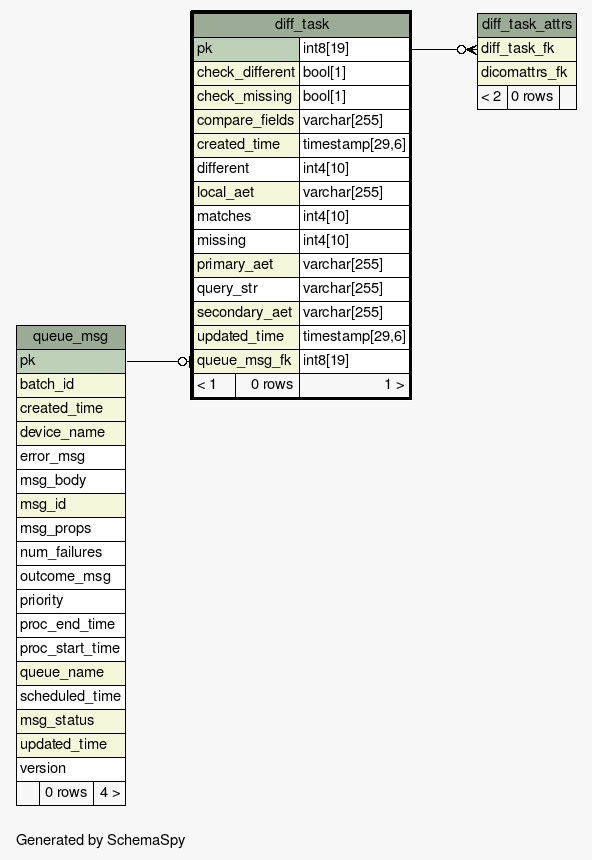 diff_task
pk int8[19]
check_different bool[1]
check_missing bool[1]
compare_fields varchar[255]
created_time timestamp[29,6]
different int4[10]
local_aet varchar[255]
matches int4[10]
missing int4[10]
primary_aet varchar[255]
query_str varchar[255]
secondary_aet varchar[255]
updated_time timestamp[29,6]
queue_msg_fk int8[19]
< 1 0 rows 1 >
diff_task_attrs
diff_task_fk
dicomattrs_fk
< 2 0 rows
queue_msg
pk
batch_id
created_time
device_name
error_msg
msg_body
msg_id
msg_props
num_failures
outcome_msg
priority
proc_end_time
proc_start_time
queue_name
scheduled_time
msg_status
updated_time
version
0 rows 4 >
Generated by SchemaSpy